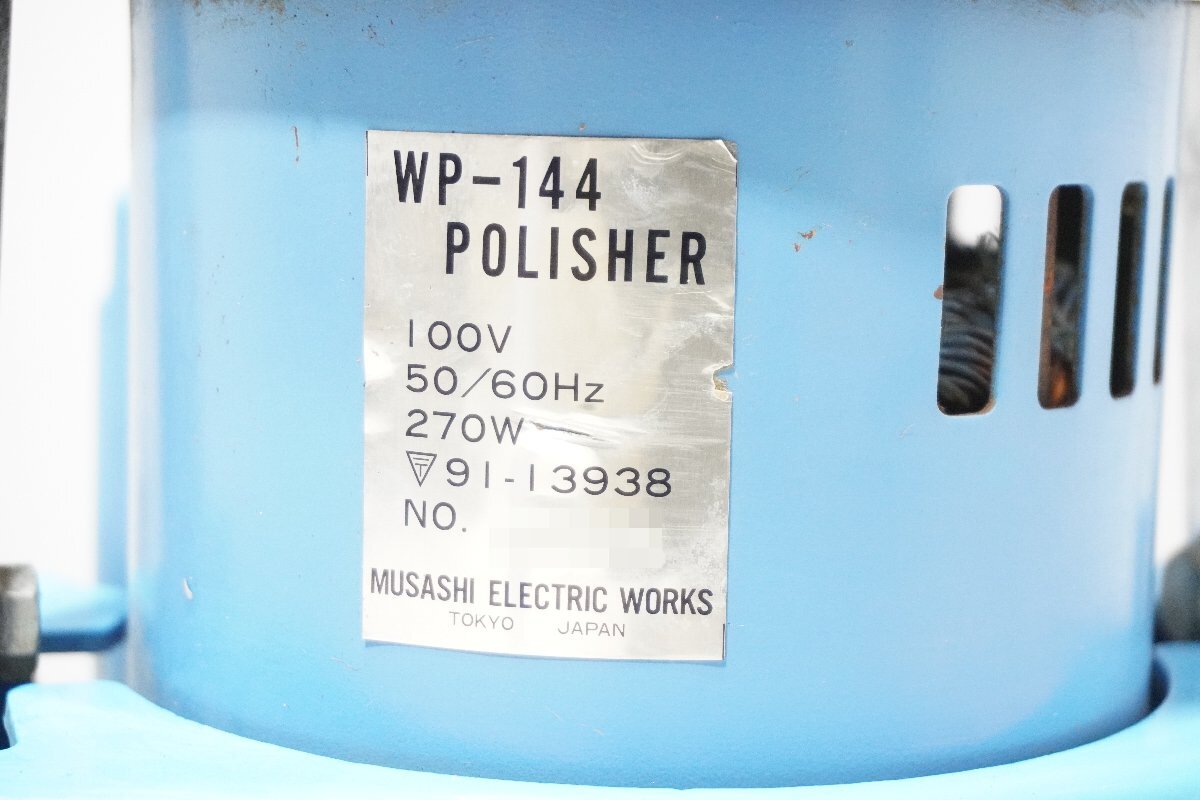 WP-144
POLISHER
100V
50/60Hz
270W
91-13938
NO.
MUSASHI ELECTRIC WORKS
TOKYO JAPAN